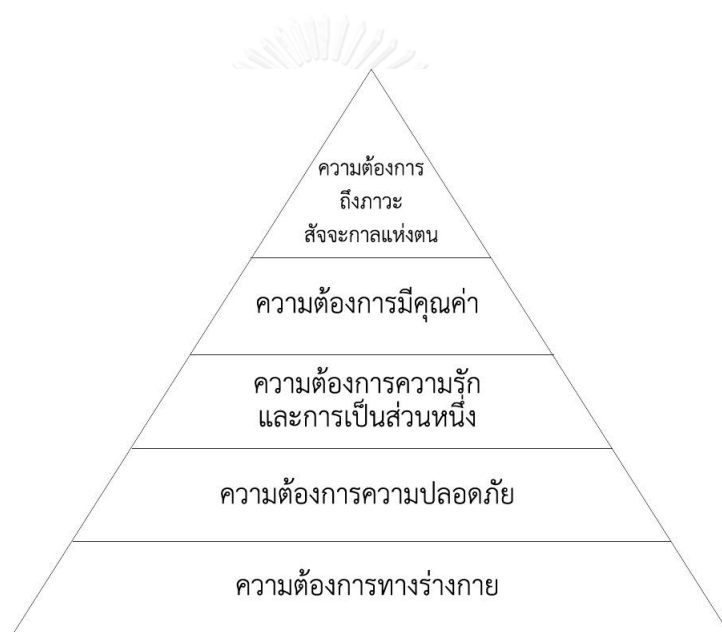 ความต้องการ
ถึงภาวะ
สัจจะกาลแห่งตน
ความต้องการมีคุณค่า
ความต้องการความรัก
และการเป็นส่วนหนึ่ง
ความต้องการความปลอดภัย
ความต้องการทางร่างกาย